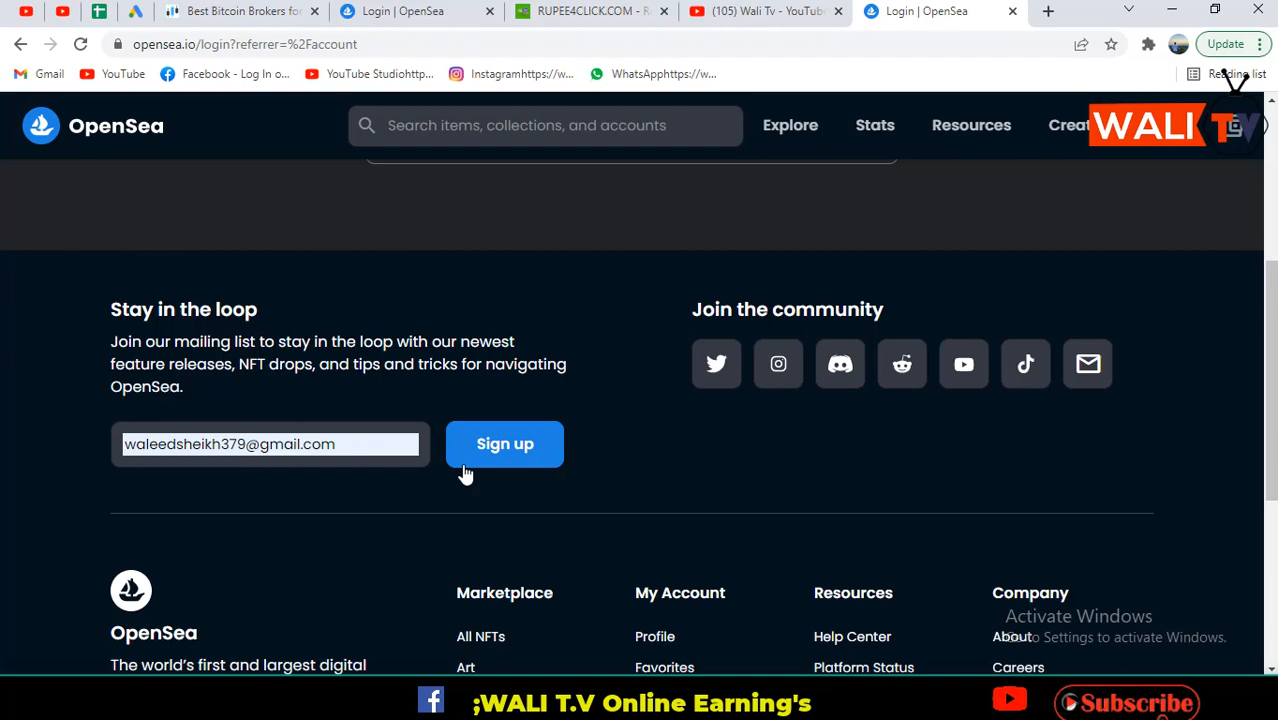 Best Bitcoin Brokers for
Login | OpenSea
RUPEE4CLICK.COM - R
(105) Wali Tv - YouTube
Login | OpenSea
opensea.io/login?referrer=%2Faccount
Update
Gmail
YouTube
Facebook - Log In o...
YouTube Studiohttp...
Instagramhttps://w...
WhatsApphttps://w...
Reading list
OpenSea
Search items, collections, and accounts
Explore
Stats
Resources
Creat
WALI TV
Stay in the loop
Join our mailing list to stay in the loop with our newest
feature releases, NFT drops, and tips and tricks for navigating
OpenSea.
waleedsheikh379@gmail.com
Sign up
Join the community
OpenSea
The world's first and largest digital
Marketplace
All NFTs
Art
My Account
Profile
Favorites
Resources
Help Center
Platform Status
Company
About
Careers
Activate Windows
Go to Settings to activate Windows.
;WALI T.V Online Earning's
Subscribe